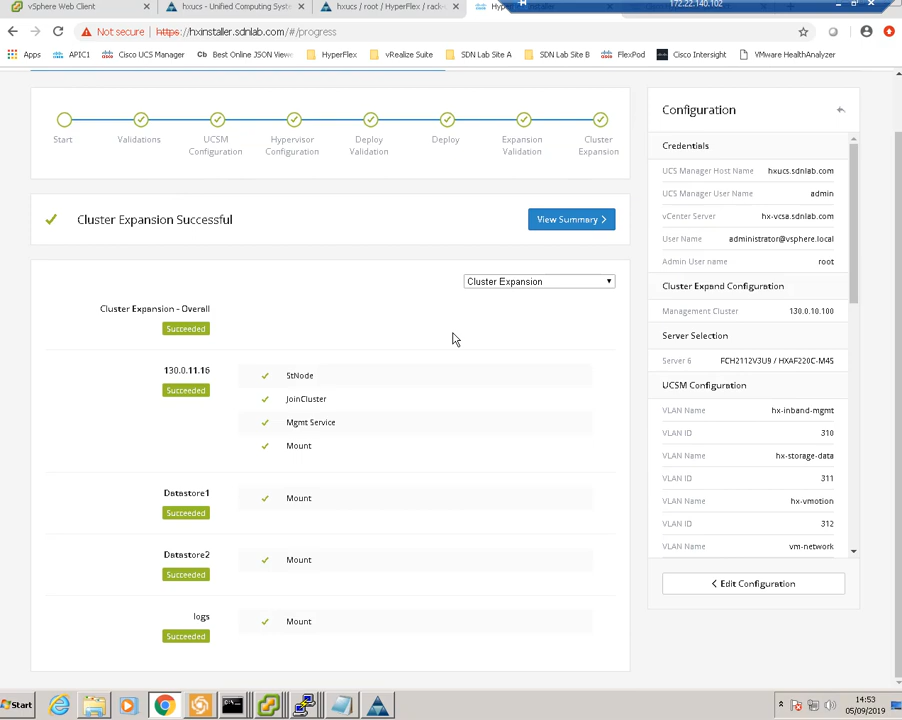 vSphere Web Client
hxucs - Unified Computing Syste
hxucs / root / HyperFlex / rack-
172.22.140.102
Not secure
https://hxinstaller.sdnlab.com/#/progress
Apps
APIC1
Cisco UCS Manager
Cb Best Online JSON View
HyperFlex
vRealize Suite
SDN Lab Site A
SDN Lab Site B
FlexPod
Cisco Intersight
VMware HealthAnalyzer
Start
Validations
UCSM
Configuration
Hypervisor
Configuration
Deploy
Validation
Deploy
Expansion
Validation
Cluster
Expansion
Cluster Expansion Successful
View Summary
Cluster Expansion
Cluster Expansion - Overall
Succeeded
130.0.11.16
Succeeded
StNode
JoinCluster
Mgmt Service
Mount
Datastore1
Succeeded
Mount
Datastore2
Succeeded
Mount
logs
Succeeded
Mount
Configuration
Credentials
UCS Manager Host Name hxucs.sdnlab.com
UCS Manager User Name admin
vCenter Server hx-vcsa.sdnlab.com
User Name administrator@vsphere.local
Admin User name root
Cluster Expand Configuration
Management Cluster 130.0.10.100
Server Selection
Server 6 FCH2112V3U9 / HXAF220C-M4S
UCSM Configuration
VLAN Name hx-inband-mgmt
VLAN ID 310
VLAN Name hx-storage-data
VLAN ID 311
VLAN Name hx-vmotion
VLAN ID 312
VLAN Name vm-network
< Edit Configuration
Start
14:53
05/09/2019